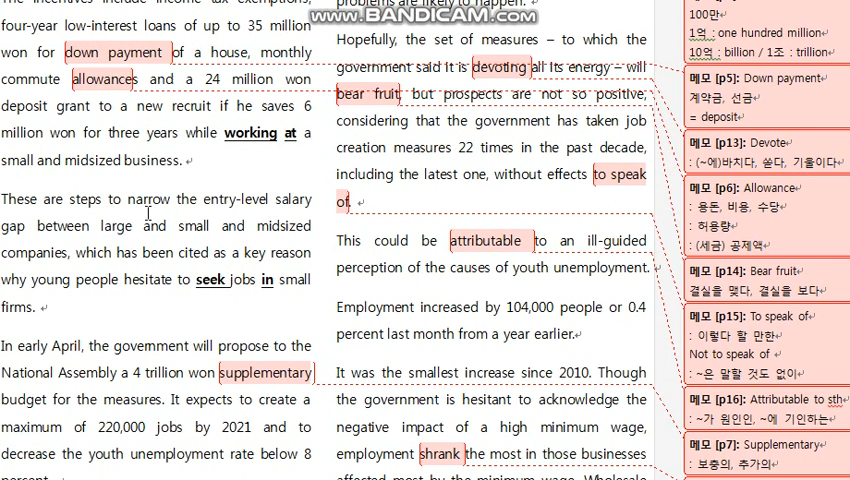 The incentives include income tax exemptions,
four-year low-interest loans of up to 35 million
won for down payment of a house, monthly
commute allowances and a 24 million won
deposit grant to a new recruit if he saves 6
million won for three years while working at a
small and midsized business.
These are steps to narrow the entry-level salary
gap between large and small and midsized
companies, which has been cited as a key reason
why young people hesitate to seek jobs in small
firms.
In early April, the government will propose to the
National Assembly a 4 trillion won supplementary
budget for the measures. It expects to create a
maximum of 220,000 jobs by 2021 and to
decrease the youth unemployment rate below 8
percent.
problems are likely to happen.
Hopefully, the set of measures – to which the
government said it is devoting all its energy – will
bear fruit, but prospects are not so positive,
considering that the government has taken job
creation measures 22 times in the past decade,
including the latest one, without effects to speak
of.
This could be attributable to an ill-guided
perception of the causes of youth unemployment.
Employment increased by 104,000 people or 0.4
percent last month from a year earlier.
It was the smallest increase since 2010. Though
the government is hesitant to acknowledge the
negative impact of a high minimum wage,
employment shrank the most in those businesses
affected most by the minimum wage. Wholesale
100만
1억 : one hundred million
10억 : billion / 1조 : trillion
메모 [p5]: Down payment
계약금, 선금
= deposit
메모 [p13]: Devote
: (~에)바치다, 쏟다, 기울이다
메모 [p6]: Allowance
: 용돈, 비용, 수당
: 허용량
: (세금) 공제액
메모 [p14]: Bear fruit
결실을 맺다, 결실을 보다
메모 [p15]: To speak of
: 이렇다 할 만한
Not to speak of
: ~은 말할 것도 없이
메모 [p16]: Attributable to sth
: ~가 원인인, ~에 기인하는
메모 [p7]: Supplementary
: 보충의, 추가의
www.BANDICAM.com